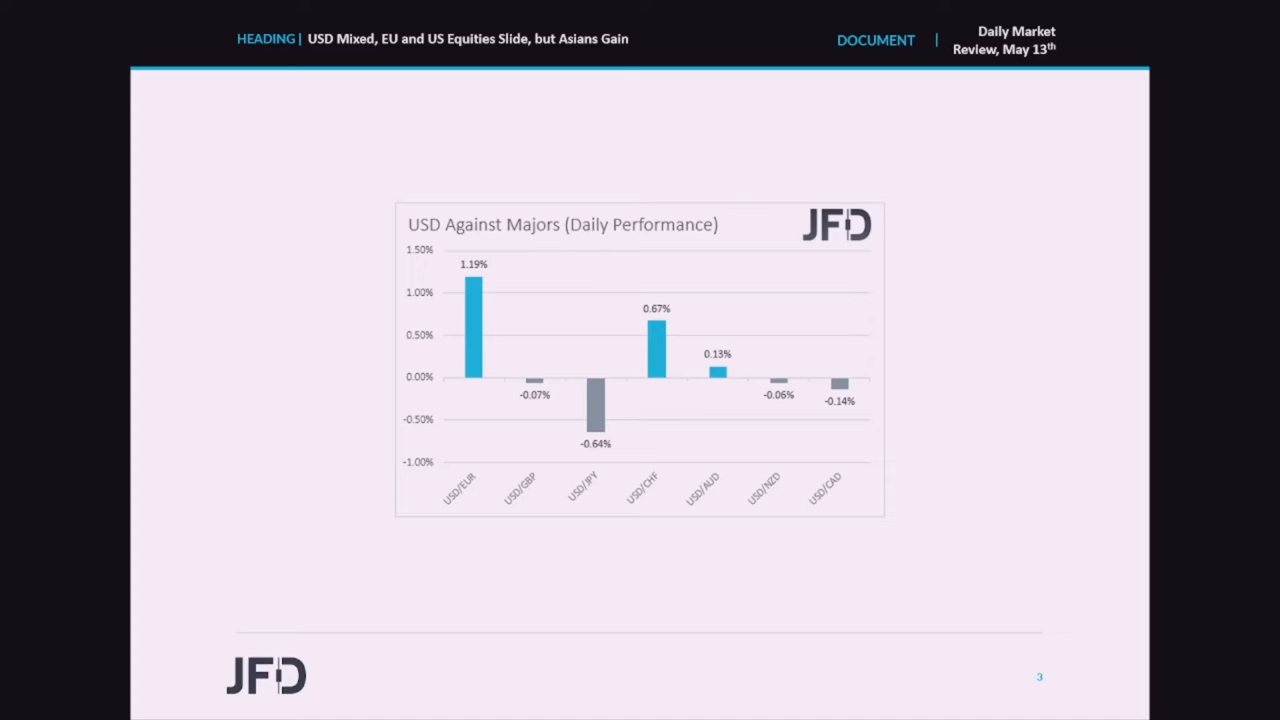 HEADING| USD Mixed, EU and US Equities Slide, but Asians Gain
DOCUMENT |
Daily Market
Review, May 13th
USD Against Majors (Daily Performance)
JFD
1.50%
1.19%
1.00%
0.67%
0.50%
0.13%
0.00%
-0.07%
-0.06%
-0.14%
-0.50%
-0.64%
-1.00%
USD/EUR
USD/GBP
USD/JPY
USD/CHF
USD/AUD
USD/NZD
USD/CAD
JFD
3